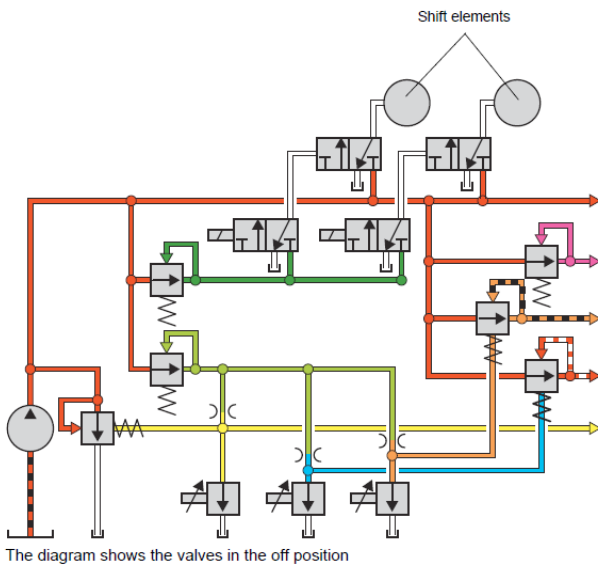 Shift elements
The diagram shows the valves in the off position